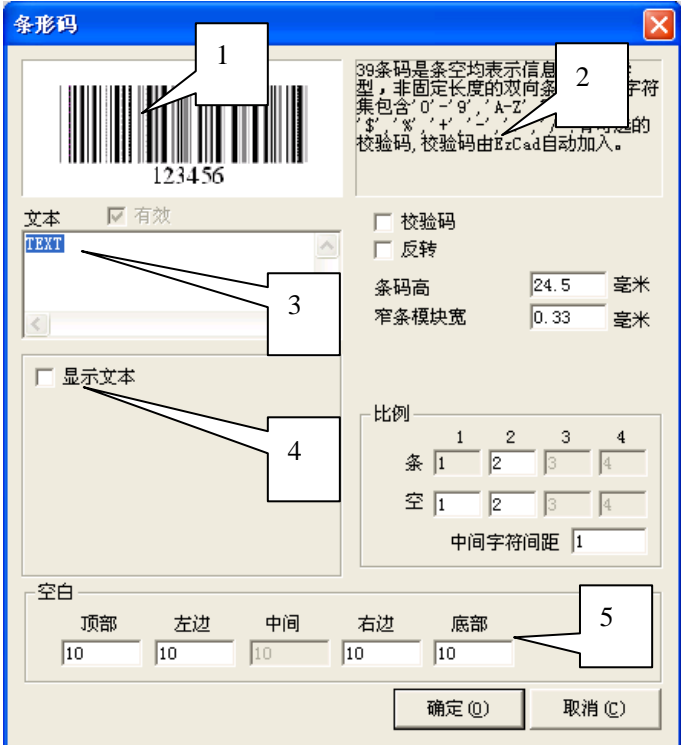 条形码
1
2
123456
39条码是条空均表示信息
型,非固定长度的双向条 字符
集包含'0'-'9','A-Z'
'$','%','+','-',' 的
校验码,校验码由EzCad自动加入。
文本 有效
TEXT
3
校验码
反转
条码高 24.5 毫米
窄条模块宽 0.33 毫米
显示文本
4
比例
1 2 3 4
条 1 2 3 4
空 1 2 3 4
中间字符间距 1
空白
5
顶部 左边 中间 右边 底部
10 10 10 10 10
确定(O) 取消(C)